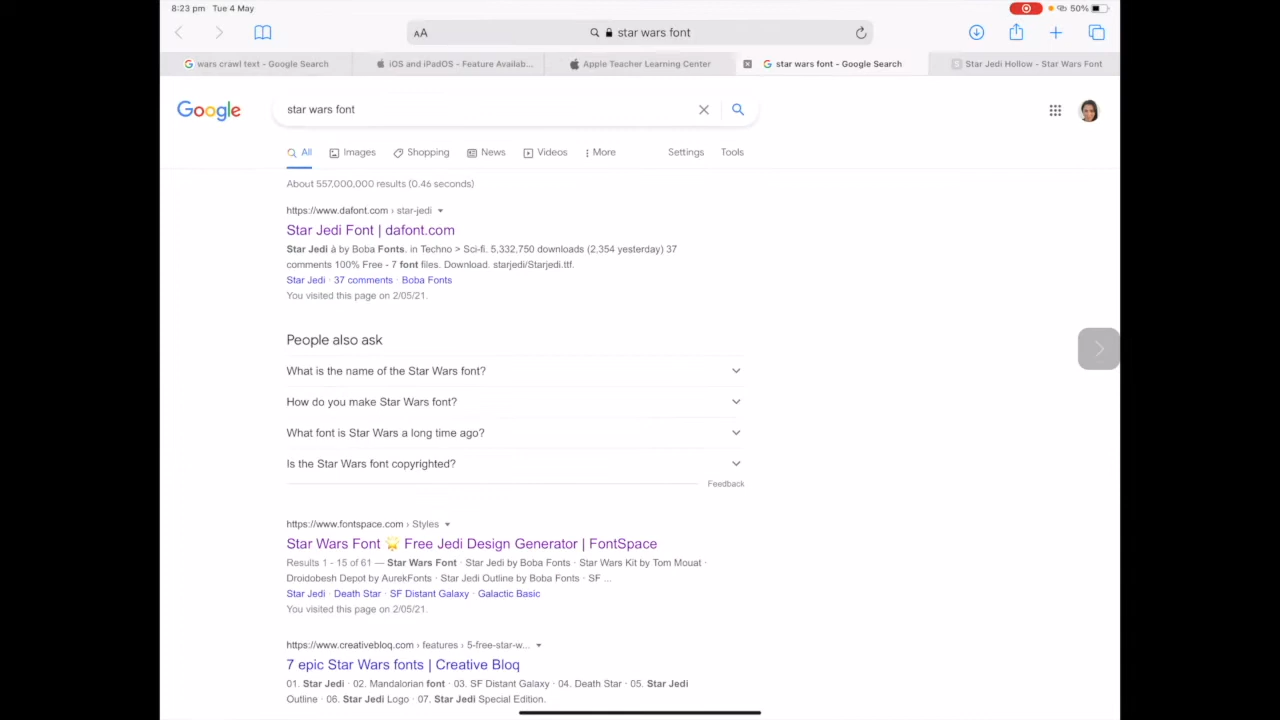 8:23 pm Tue 4 May
50%
AA
star wars font
wars crawl text - Google Search
iOS and iPadOS - Feature Availab...
Apple Teacher Learning Center
star wars font - Google Search
Star Jedi Hollow - Star Wars Font
Google
star wars font
All
Images
Shopping
News
Videos
More
Settings
Tools
About 557,000,000 results (0.46 seconds)
https://www.dafont.com › star-jedi
Star Jedi Font | dafont.com
Star Jedi à by Boba Fonts. in Techno > Sci-fi. 5,332,750 downloads (2,354 yesterday) 37
comments 100% Free - 7 font files. Download. starjedi/Starjedi.ttf.
Star Jedi · 37 comments · Boba Fonts
You visited this page on 2/05/21.
People also ask
What is the name of the Star Wars font?
How do you make Star Wars font?
What font is Star Wars a long time ago?
Is the Star Wars font copyrighted?
Feedback
https://www.fontspace.com › Styles
Star Wars Font 🌟 Free Jedi Design Generator | FontSpace
Results 1 - 15 of 61 — Star Wars Font · Star Jedi by Boba Fonts · Star Wars Kit by Tom Mouat ·
Droidobesh Depot by AurekFonts · Star Jedi Outline by Boba Fonts · SF ...
Star Jedi · Death Star · SF Distant Galaxy · Galactic Basic
You visited this page on 2/05/21.
https://www.creativebloq.com › features › 5-free-star-w...
7 epic Star Wars fonts | Creative Bloq
01. Star Jedi · 02. Mandalorian font · 03. SF Distant Galaxy · 04. Death Star · 05. Star Jedi
Outline · 06. Star Jedi Logo · 07. Star Jedi Special Edition.